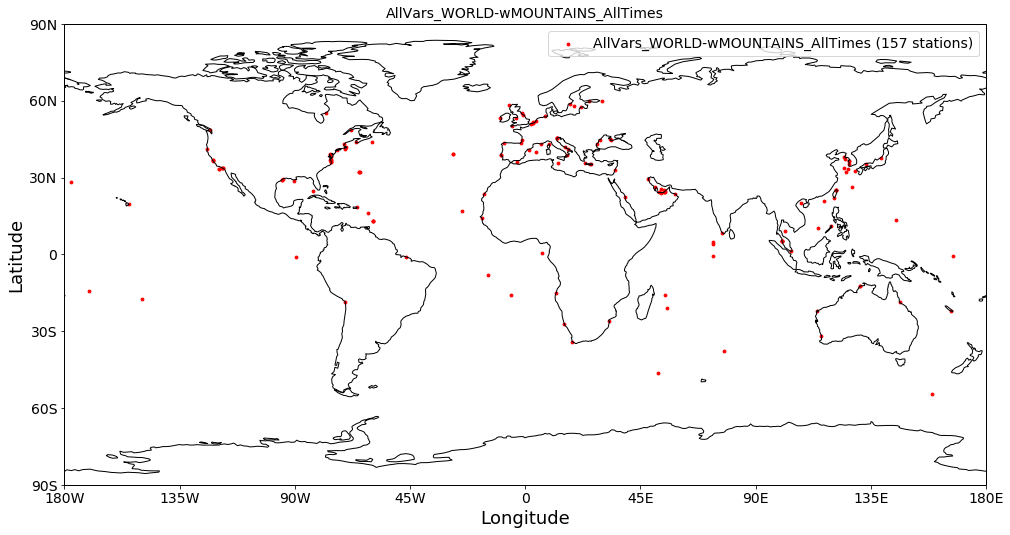 AllVars_WORLD-wMOUNTAINS_AllTimes
AllVars_WORLD-wMOUNTAINS_AllTimes (157 stations)
90N
60N
30N
0
30S
60S
90S
Latitude
180W 135W 90W 45W 0 45E 90E 135E 180E
Longitude